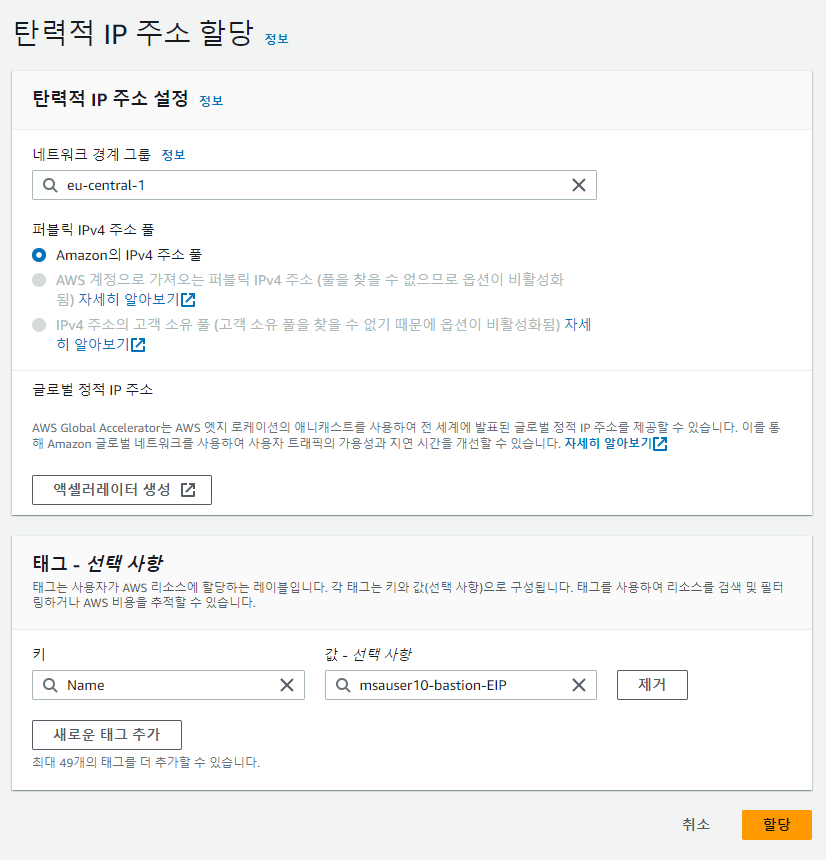 탄력적 IP 주소 할당 정보
탄력적 IP 주소 설정 정보
네트워크 경계 그룹 정보
eu-central-1
퍼블릭 IPv4 주소 풀
Amazon의 IPv4 주소 풀
AWS 계정으로 가져오는 퍼블릭 IPv4 주소 (풀을 찾을 수 없으므로 옵션이 비활성화
됨) 자세히 알아보기
IPv4 주소의 고객 소유 풀 (고객 소유 풀을 찾을 수 없기 때문에 옵션이 비활성화됨) 자세
히 알아보기
글로벌 정적 IP 주소
AWS Global Accelerator는 AWS 엣지 로케이션의 애니캐스트를 사용하여 전 세계에 발표된 글로벌 정적 IP 주소를 제공할 수 있습니다. 이를 통
해 Amazon 글로벌 네트워크를 사용하여 사용자 트래픽의 가용성과 지연 시간을 개선할 수 있습니다. 자세히 알아보기
액셀러레이터 생성
태그 - 선택 사항
태그는 사용자가 AWS 리소스에 할당하는 레이블입니다. 각 태그는 키와 값(선택 사항)으로 구성됩니다. 태그를 사용하여 리소스를 검색 및 필터
링하거나 AWS 비용을 추적할 수 있습니다.
키 값 - 선택 사항
Name msauser10-bastion-EIP 제거
새로운 태그 추가
최대 49개의 태그를 더 추가할 수 있습니다.
취소 할당